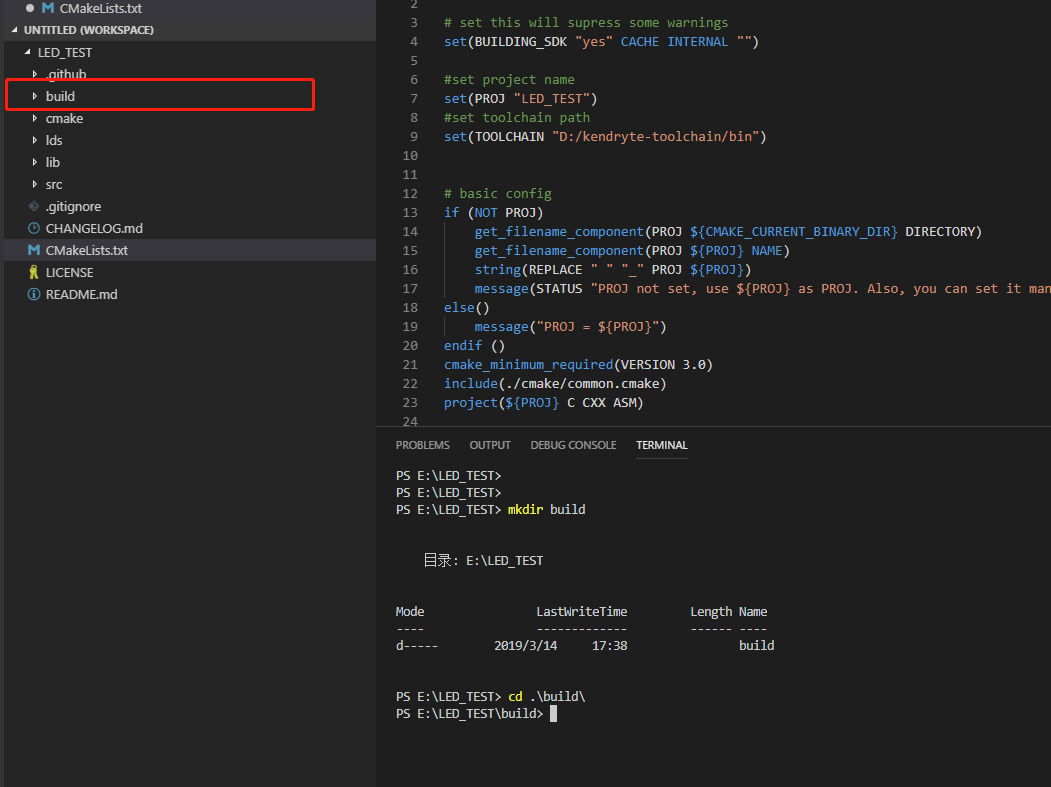 CMakeLists.txt
UNTITLED (WORKSPACE)
LED_TEST
.github
build
cmake
lds
lib
src
.gitignore
CHANGELOG.md
CMakeLists.txt
LICENSE
README.md
2
3 # set this will supress some warnings
4 set(BUILDING_SDK "yes" CACHE INTERNAL "")
5
6 #set project name
7 set(PROJ "LED_TEST")
8 #set toolchain path
9 set(TOOLCHAIN "D:/kendryte-toolchain/bin")
10
11
12 # basic config
13 if (NOT PROJ)
14 get_filename_component(PROJ ${CMAKE_CURRENT_BINARY_DIR} DIRECTORY)
15 get_filename_component(PROJ ${PROJ} NAME)
16 string(REPLACE " " "_" PROJ ${PROJ})
17 message(STATUS "PROJ not set, use ${PROJ} as PROJ. Also, you can set it man
18 else()
19 message("PROJ = ${PROJ}")
20 endif ()
21 cmake_minimum_required(VERSION 3.0)
22 include(./cmake/common.cmake)
23 project(${PROJ} C CXX ASM)
24
PROBLEMS OUTPUT DEBUG CONSOLE TERMINAL
PS E:\LED_TEST>
PS E:\LED_TEST>
PS E:\LED_TEST> mkdir build
目录: E:\LED_TEST
Mode LastWriteTime Length Name
---- ------------- ------ ----
d----- 2019/3/14 17:38 build
PS E:\LED_TEST> cd .\build\
PS E:\LED_TEST\build>